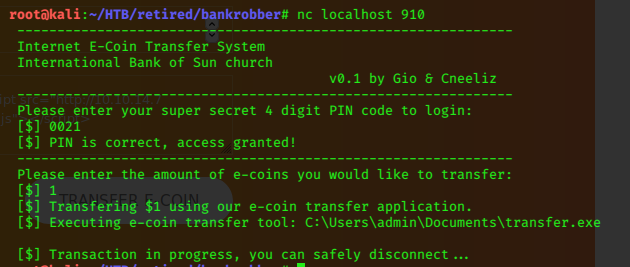 root@kali:~/HTB/retired/bankrobber# nc localhost 910
--------------------------------------------------------------
Internet E-Coin Transfer System
International Bank of Sun church
v0.1 by Gio & Cneeliz
--------------------------------------------------------------
Please enter your super secret 4 digit PIN code to login:
[$] 0021
[$] PIN is correct, access granted!
--------------------------------------------------------------
Please enter the amount of e-coins you would like to transfer:
[$] 1
TRANSFER E-COIN
[$] Transfering $1 using our e-coin transfer application.
[$] Executing e-coin transfer tool: C:\Users\admin\Documents\transfer.exe
[$] Transaction in progress, you can safely disconnect...